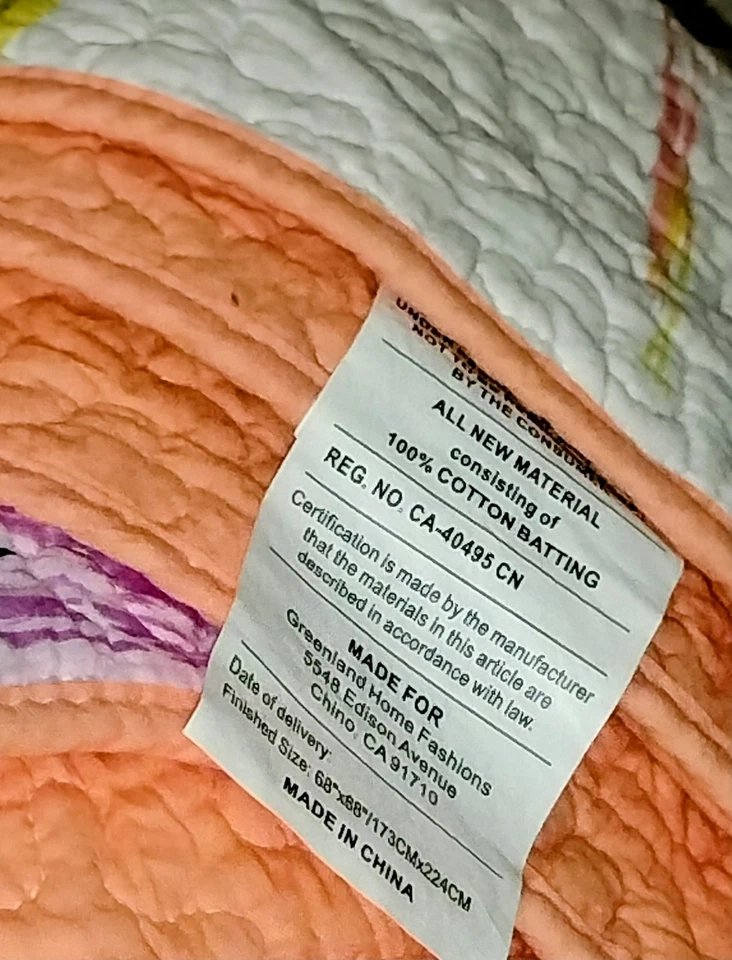 BY THE CONSUMER
ALL NEW MATERIAL
consisting of
100% COTTON BATTING
REG. NO. CA-40495 CN
Certification is made by the manufacturer
that the materials in this article are
described in accordance with law.
MADE FOR
Greenland Home Fashions
5548 Edison Avenue
Chino, CA 91710
Date of delivery:
Finished Size: 68"x88"/173CMx224CM
MADE IN CHINA